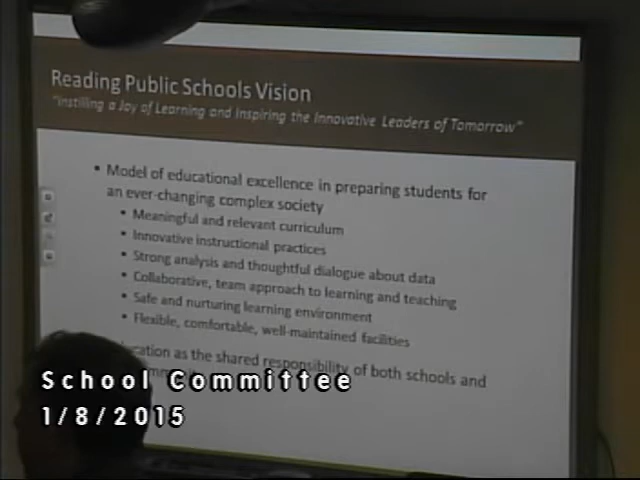 Reading Public Schools Vision
"Instilling a Joy of Learning and Inspiring the Innovative Leaders of Tomorrow"
• Model of educational excellence in preparing students for
an ever-changing complex society
• Meaningful and relevant curriculum
• Innovative instructional practices
• Strong analysis and thoughtful dialogue about data
• Collaborative, team approach to learning and teaching
• Safe and nurturing learning environment
• Flexible, comfortable, well-maintained facilities
as the shared responsibility of both schools and
School Committee
1/8/2015